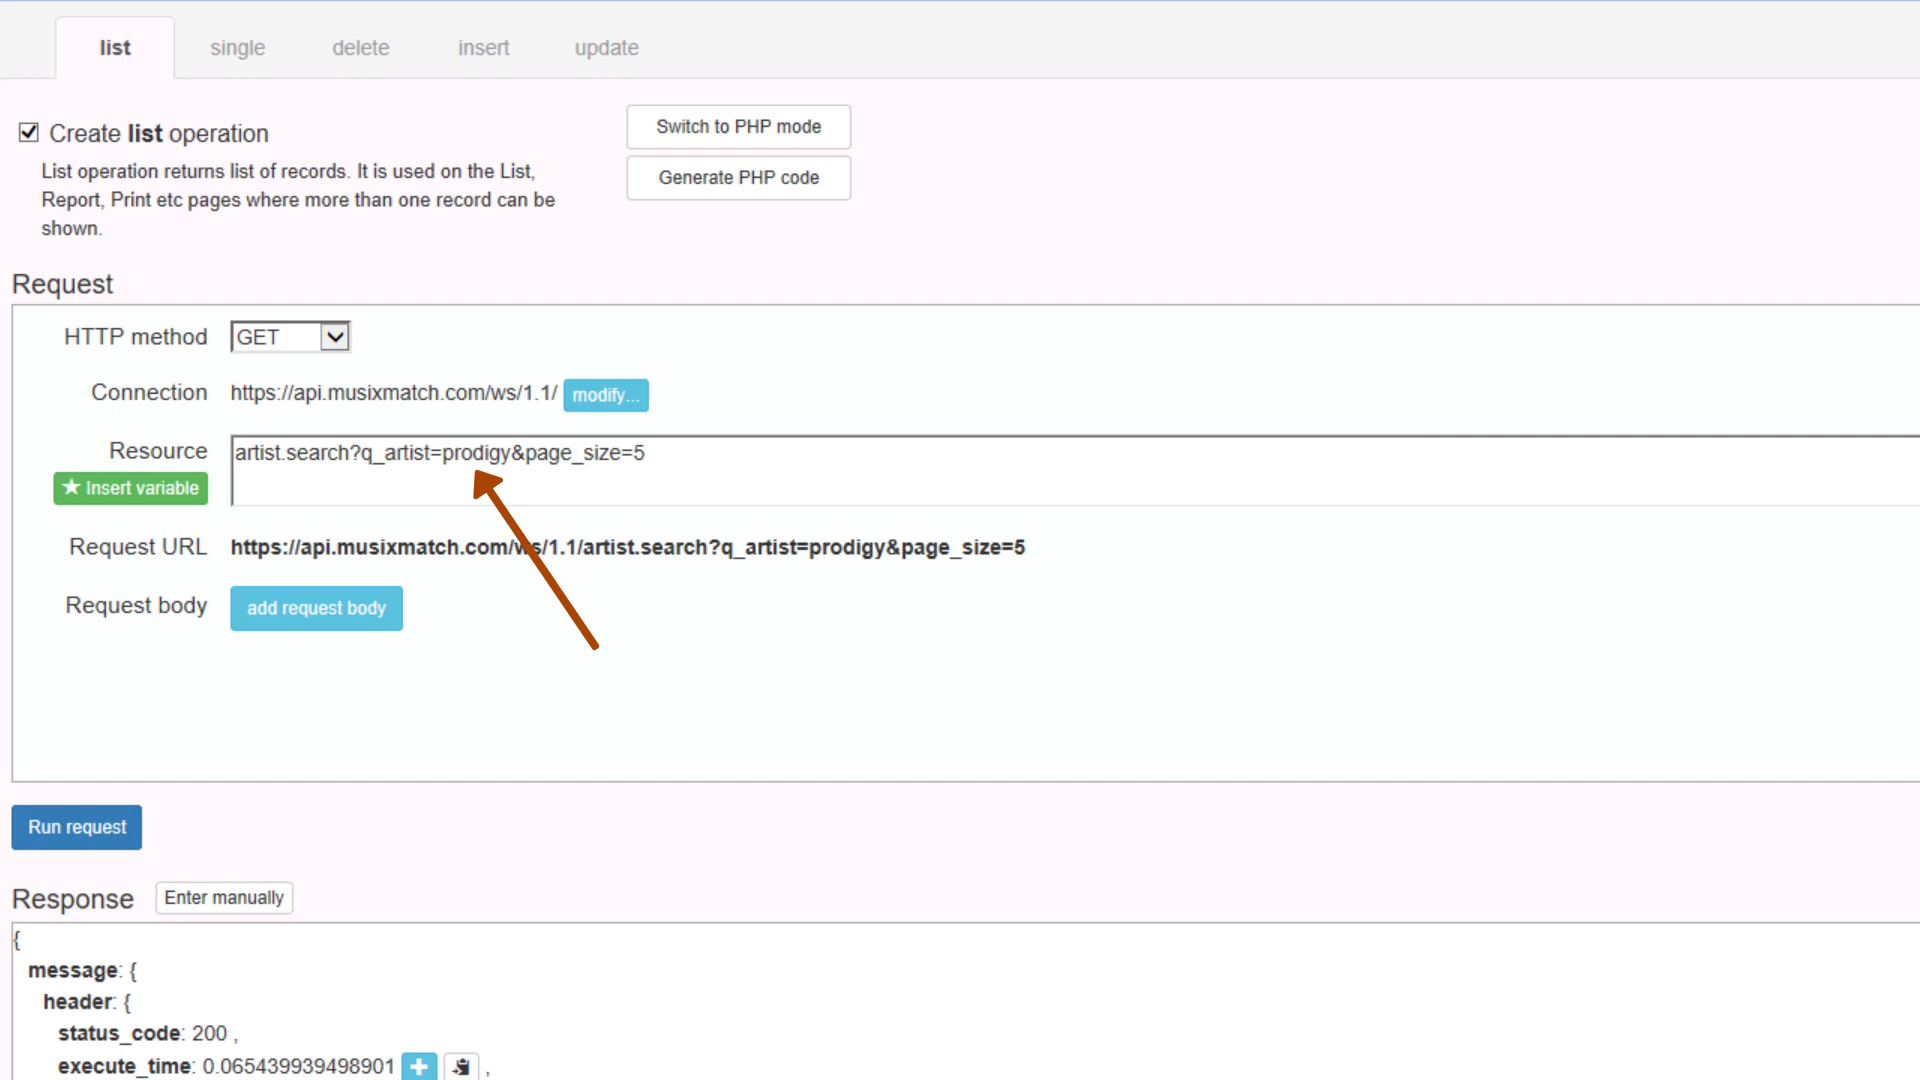 list single delete insert update
Create list operation
List operation returns list of records. It is used on the List,
Report, Print etc pages where more than one record can be
shown.
Switch to PHP mode
Generate PHP code
Request
HTTP method GET
Connection https://api.musixmatch.com/ws/1.1/ modify...
Resource artist.search?q_artist=prodigy&page_size=5
Insert variable
Request URL https://api.musixmatch.com/ws/1.1/artist.search?q_artist=prodigy&page_size=5
Request body add request body
Run request
Response Enter manually
{
message: {
header: {
status_code: 200 ,
execute_time: 0.065439939498901 ,